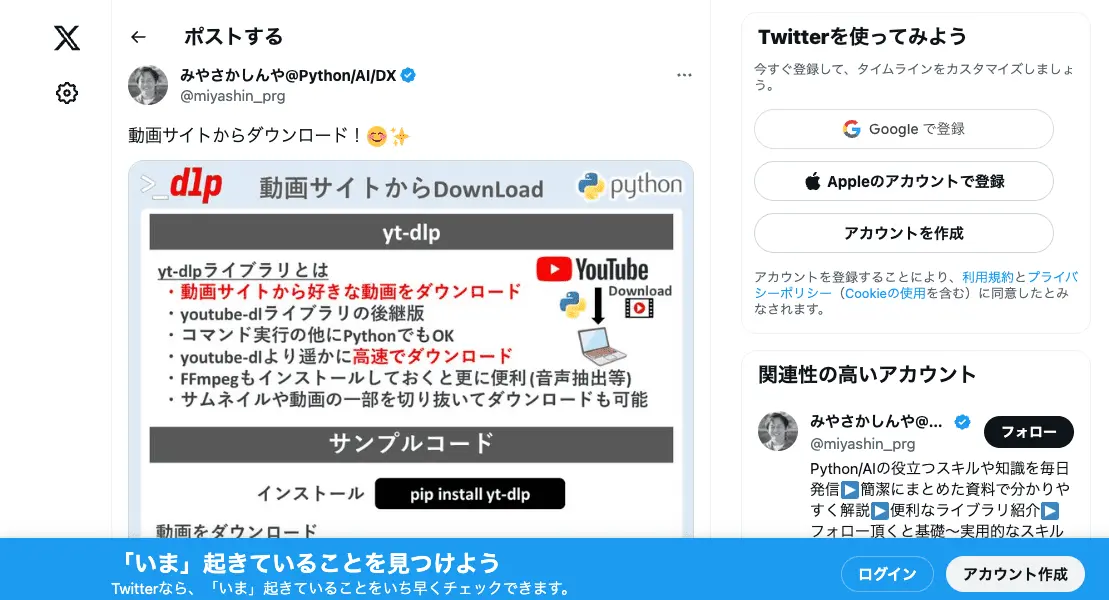 ポストする
みやさかしんや@Python/AI/DX
@miyashin_prg
動画サイトからダウンロード！😊✨
>_dlp 動画サイトからDownLoad python
yt-dlp
yt-dlpライブラリとは
・動画サイトから好きな動画をダウンロード
・youtube-dlライブラリの後継版
・コマンド実行の他にPythonでもOK
・youtube-dlより遥かに高速でダウンロード
・FFmpegもインストールしておくと更に便利(音声抽出等)
・サムネイルや動画の一部を切り抜いてダウンロードも可能
YouTube
Download
サンプルコード
インストール pip install yt-dlp
動画をダウンロード
Twitterを使ってみよう
今すぐ登録して、タイムラインをカスタマイズしましょ
う。
Google で登録
Appleのアカウントで登録
アカウントを作成
アカウントを登録することにより、利用規約とプライバ
シーポリシー（Cookieの使用を含む）に同意したとみ
なされます。
関連性の高いアカウント
みやさかしんや@...
フォロー
@miyashin_prg
Python/AIの役立つスキルや知識を毎日
発信▶️簡潔にまとめた資料で分かりや
すく解説▶️便利なライブラリ紹介▶️
フォロー頂くと基礎〜実用的なスキル
「いま」起きていることを見つけよう
Twitterなら、「いま」起きていることをいち早くチェックできます。
ログイン
アカウント作成